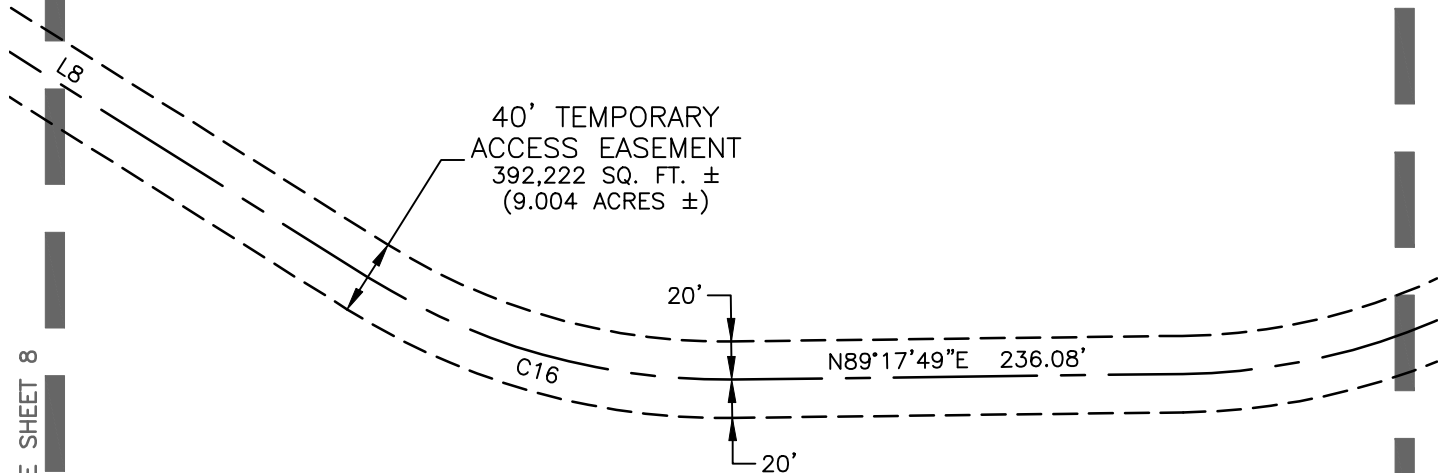 L8
40' TEMPORARY
ACCESS EASEMENT
392,222 SQ. FT. ±
(9.004 ACRES ±)
20'
N89°17'49"E 236.08'
C16
20'
SHEET 8